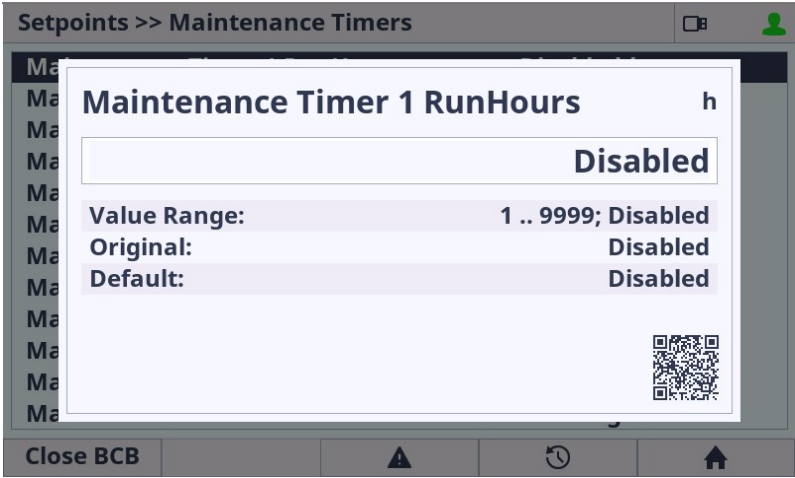 Setpoints >> Maintenance Timers
Maintenance Timer 1 RunHours
h
Disabled
Value Range: 1 .. 9999; Disabled
Original: Disabled
Default: Disabled
Close BCB